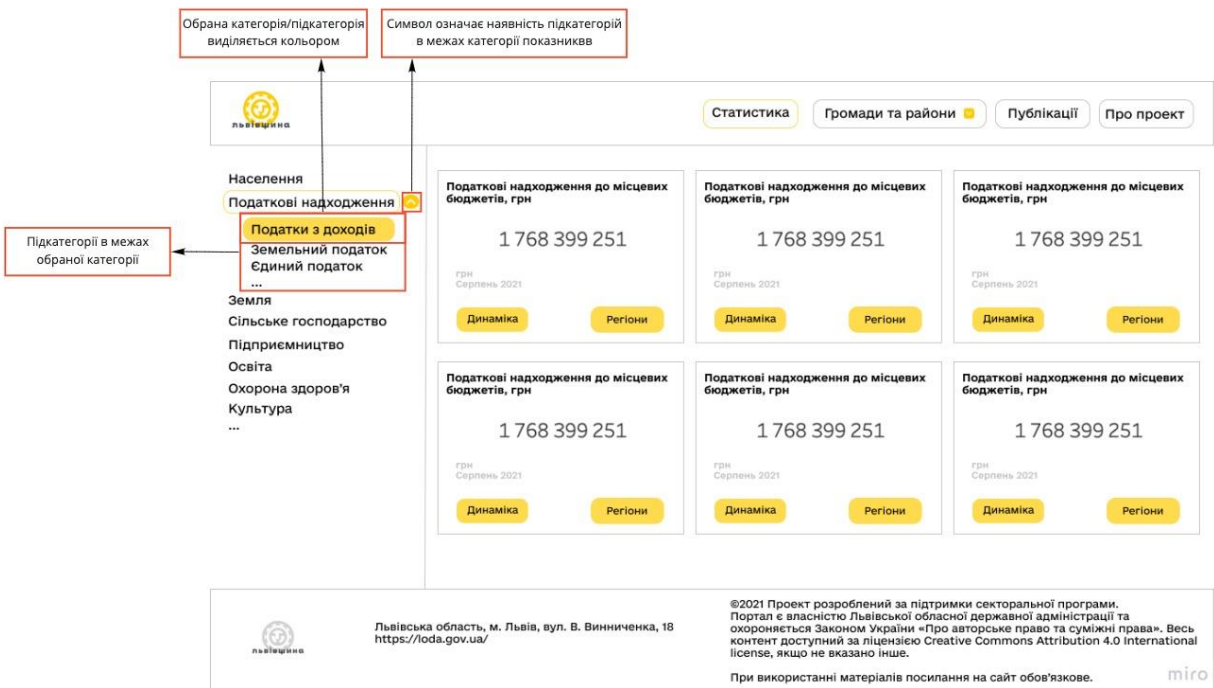 Обрана категорія/підкатегорія
виділяється кольором
Символ означає наявність підкатегорій
в межах категорії показниквв
львівщина
Статистика
Громади та райони
Публікації
Про проект
Населення
Податкові надходження
Податки з доходів
Земельний податок
Єдиний податок
...
Підкатегорії в межах
обраної категорії
Земля
Сільське господарство
Підприємництво
Освіта
Охорона здоров'я
Культура
...
Податкові надходження до місцевих
бюджетів, грн
1 768 399 251
грн
Серпень 2021
Динаміка
Регіони
Податкові надходження до місцевих
бюджетів, грн
1 768 399 251
грн
Серпень 2021
Динаміка
Регіони
Податкові надходження до місцевих
бюджетів, грн
1 768 399 251
грн
Серпень 2021
Динаміка
Регіони
Податкові надходження до місцевих
бюджетів, грн
1 768 399 251
грн
Серпень 2021
Динаміка
Регіони
Податкові надходження до місцевих
бюджетів, грн
1 768 399 251
грн
Серпень 2021
Динаміка
Регіони
Податкові надходження до місцевих
бюджетів, грн
1 768 399 251
грн
Серпень 2021
Динаміка
Регіони
львівщина
Львівська область, м. Львів, вул. В. Винниченка, 18
https://loda.gov.ua/
©2021 Проект розроблений за підтримки секторальної програми.
Портал є власністю Львівської обласної державної адміністрації та
охороняється Законом України «Про авторське право та суміжні права». Весь
контент доступний за ліцензією Creative Commons Attribution 4.0 International
license, якщо не вказано інше.
При використанні матеріалів посилання на сайт обов'язкове.
miro